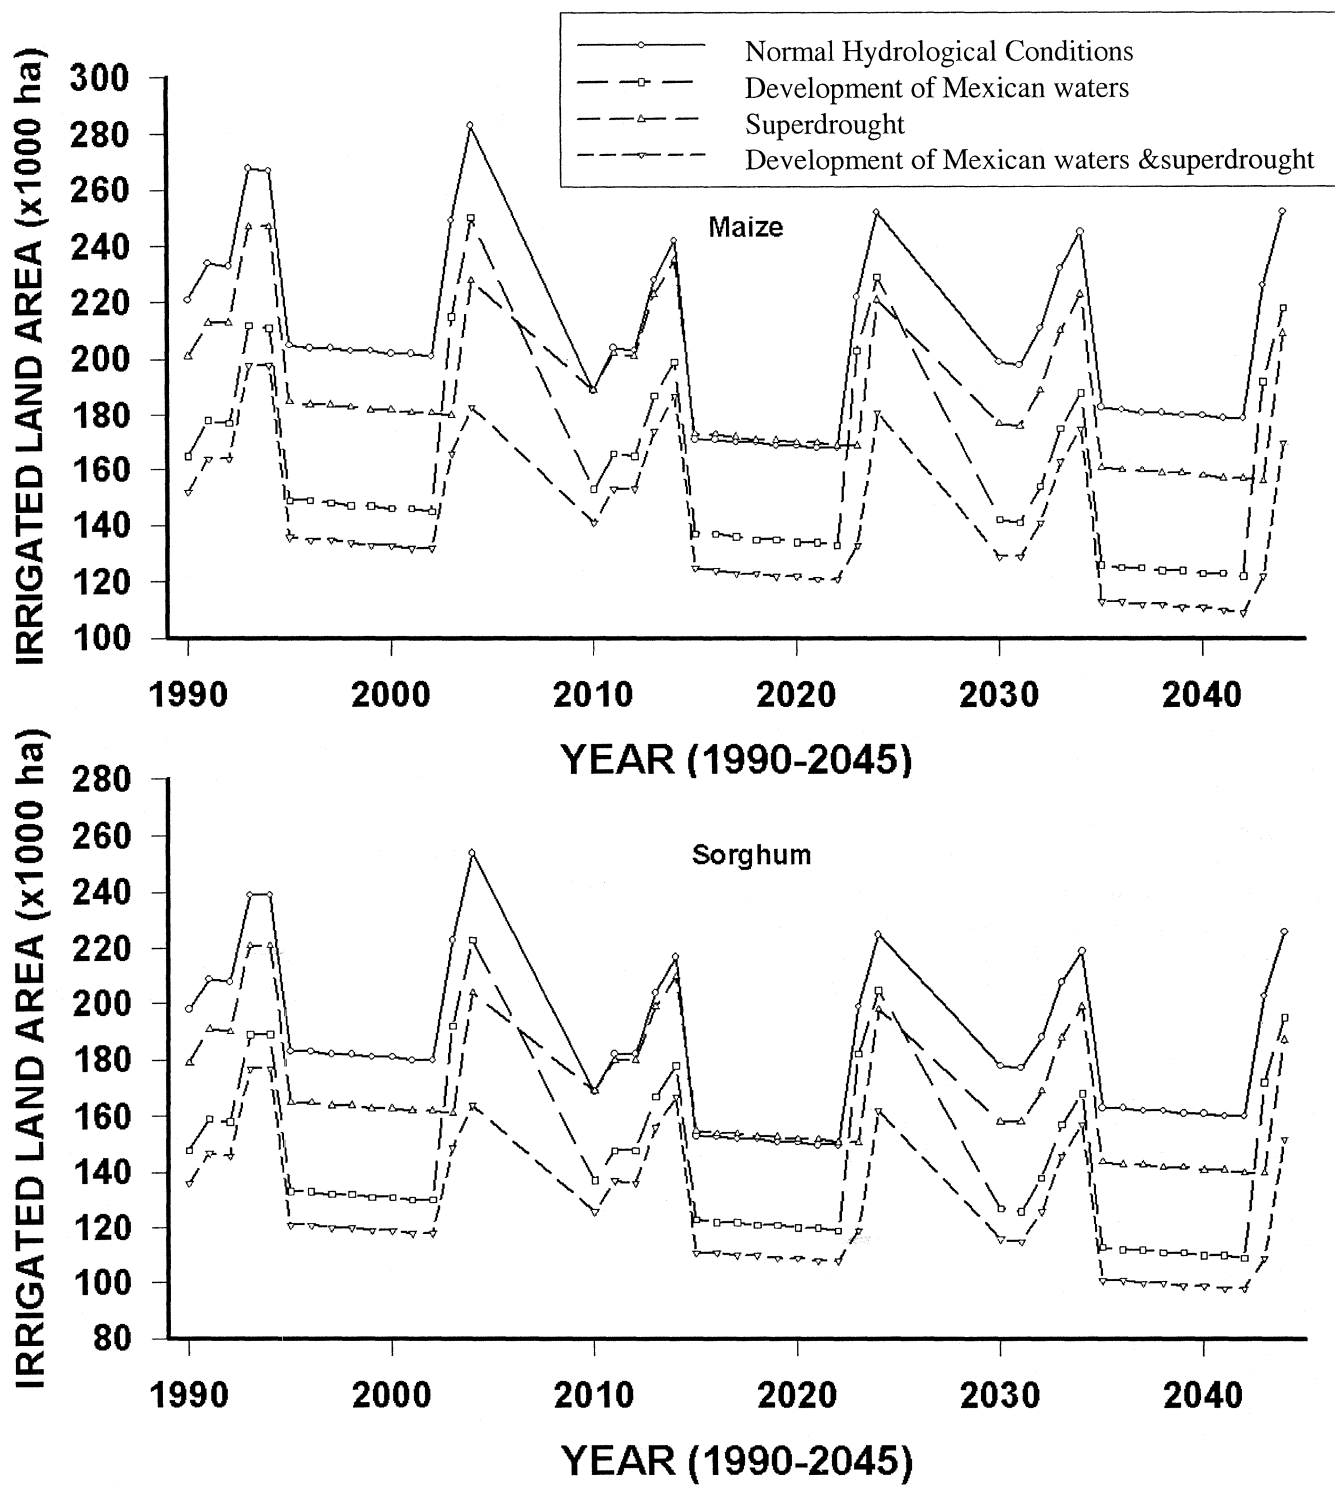 Normal Hydrological Conditions
Development of Mexican waters
Superdrought
Development of Mexican waters &superdrought
IRRIGATED LAND AREA (x1000 ha)
300
280
260
240
220
200
180
160
140
120
100
Maize
1990 2000 2010 2020 2030 2040
YEAR (1990-2045)
IRRIGATED LAND AREA (x1000 ha)
280
260
240
220
200
180
160
140
120
100
80
Sorghum
1990 2000 2010 2020 2030 2040
YEAR (1990-2045)